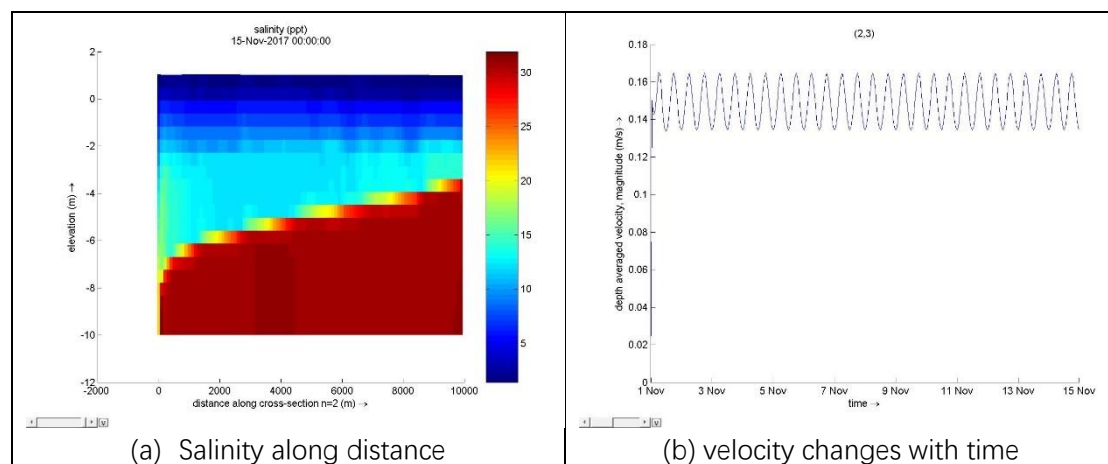 salinity (ppt)
15-Nov-2017 00:00:00
2
0
-2
-4
-6
-8
-10
-12
elevation (m) →
-2000
0
2000
4000
6000
8000
10000
distance along cross-section n=2 (m) →
30
25
20
15
10
5
V
(a) Salinity along distance
(2,3)
0.18
0.16
0.14
0.12
0.1
0.08
0.06
0.04
0.02
0
depth averaged velocity, magnitude (m/s) →
1 Nov
3 Nov
5 Nov
7 Nov
9 Nov
11 Nov
13 Nov
15 Nov
time →
V
(b) velocity changes with time